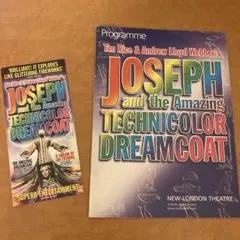 "BRILLIANT! IT EXPLODES
LIKE GLITTERING FIREWORKS"
JOSEPH
and the Amazing
TECHNICOLOR
DREAMCOAT
SUPERB ENTERTAINMENT
Programme
Tim Rice & Andrew Lloyd Webber's
JOSEPH
and the Amazing
TECHNICOLOR
DREAMCOAT
NEW LONDON THEATRE